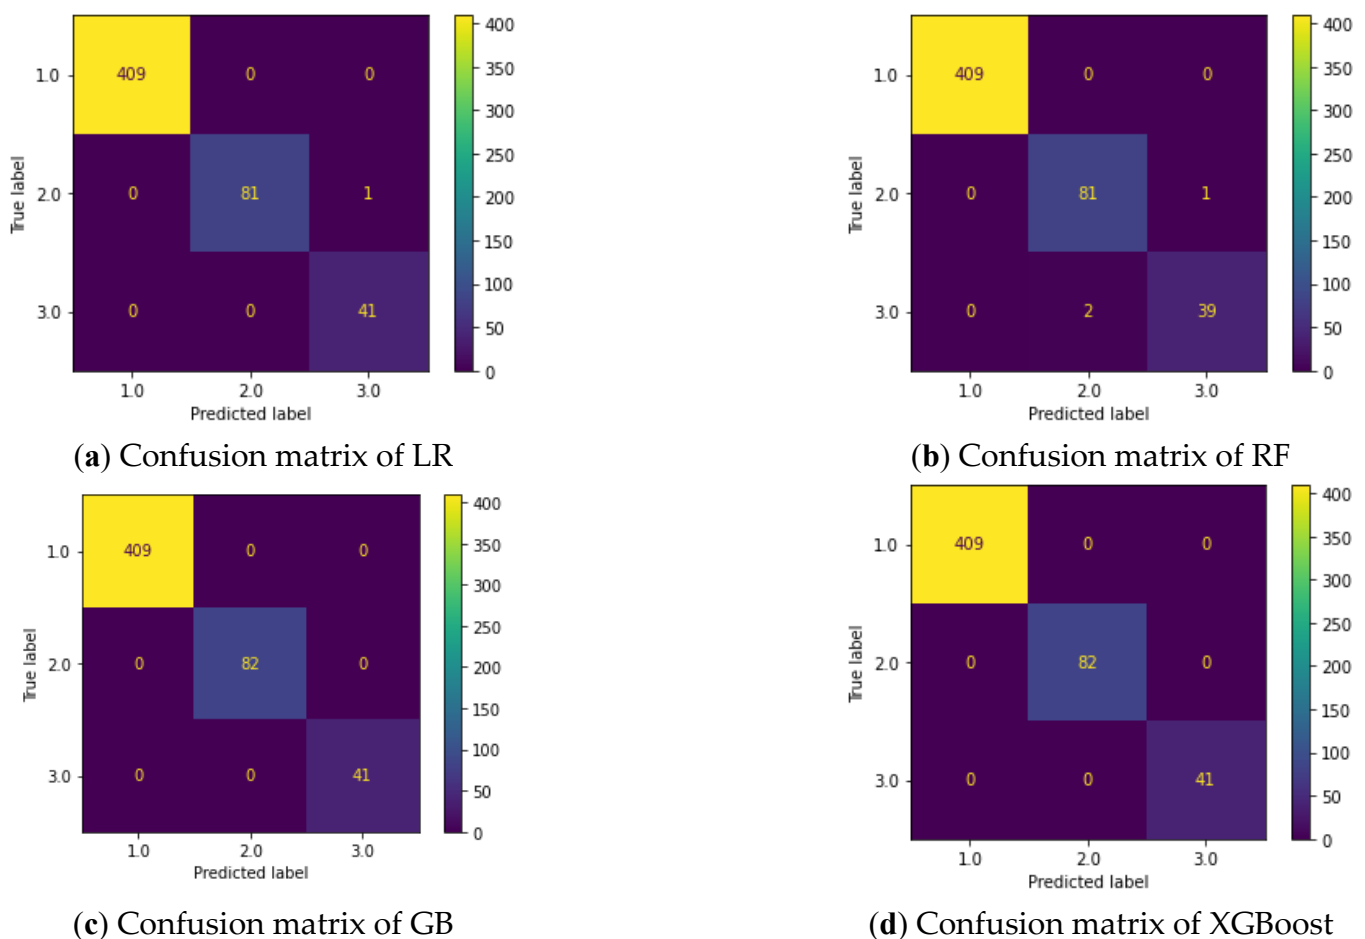 400
1.0 409 0 0
350
300
250
True label
2.0 0 81 1
200
150
100
3.0 0 0 41
50
0
1.0 2.0 3.0
Predicted label
(a) Confusion matrix of LR
400
1.0 409 0 0
350
300
250
True label
2.0 0 81 1
200
150
100
3.0 0 2 39
50
0
1.0 2.0 3.0
Predicted label
(b) Confusion matrix of RF
400
1.0 409 0 0
350
300
250
True label
2.0 0 82 0
200
150
100
3.0 0 0 41
50
0
1.0 2.0 3.0
Predicted label
(c) Confusion matrix of GB
400
1.0 409 0 0
350
300
250
True label
2.0 0 82 0
200
150
100
3.0 0 0 41
50
0
1.0 2.0 3.0
Predicted label
(d) Confusion matrix of XGBoost